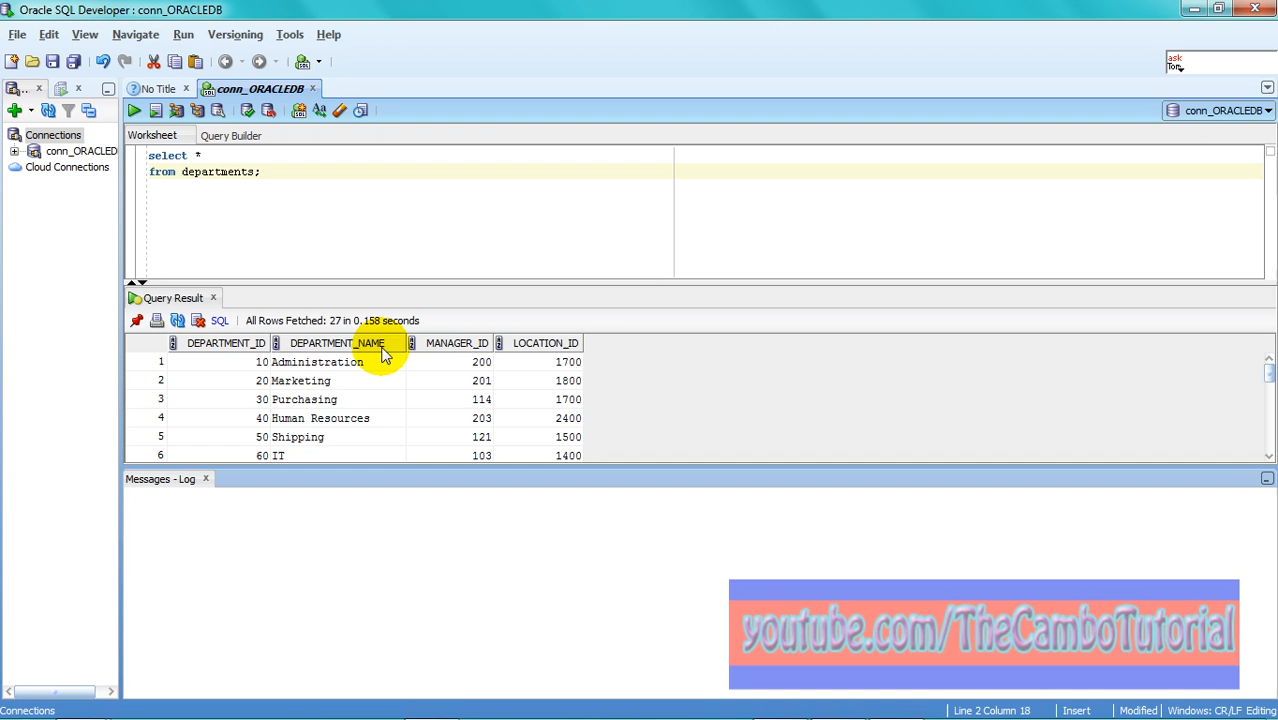 Oracle SQL Developer : conn_ORACLEDB
File Edit View Navigate Run Versioning Tools Help
ask
Tom
.. No Title conn_ORACLEDB
conn_ORACLEDB
Connections
conn_ORACLED
Cloud Connections
Worksheet Query Builder
select *
from departments;
Query Result
SQL All Rows Fetched: 27 in 0.158 seconds
DEPARTMENT_ID DEPARTMENT_NAME MANAGER_ID LOCATION_ID
1 10 Administration 200 1700
2 20 Marketing 201 1800
3 30 Purchasing 114 1700
4 40 Human Resources 203 2400
5 50 Shipping 121 1500
6 60 IT 103 1400
Messages - Log
youtube.com/TheCamboTutorial
Connections Line 2 Column 18 Insert Modified Windows: CR/LF Editing